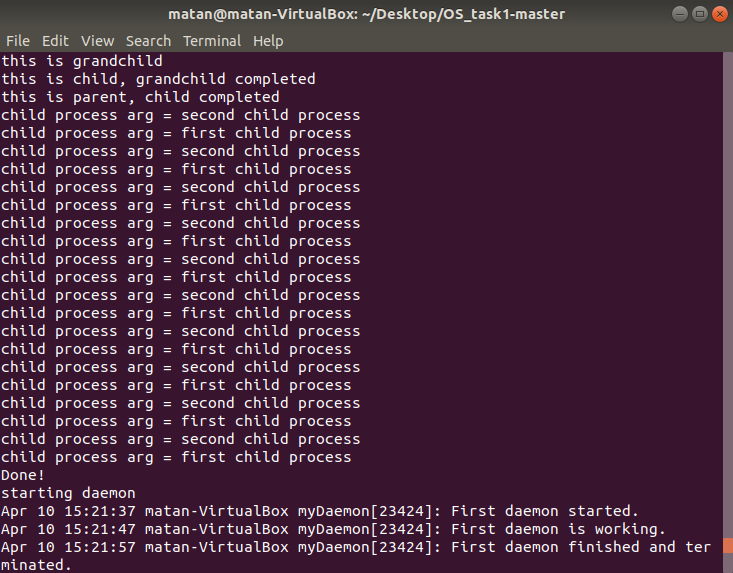 matan@matan-VirtualBox: ~/Desktop/OS_task1-master
File Edit View Search Terminal Help
this is grandchild
this is child, grandchild completed
this is parent, child completed
child process arg = second child process
child process arg = first child process
child process arg = second child process
child process arg = first child process
child process arg = second child process
child process arg = first child process
child process arg = second child process
child process arg = first child process
child process arg = second child process
child process arg = first child process
child process arg = second child process
child process arg = first child process
child process arg = second child process
child process arg = first child process
child process arg = second child process
child process arg = first child process
child process arg = second child process
child process arg = first child process
child process arg = second child process
child process arg = first child process
Done!
starting daemon
Apr 10 15:21:37 matan-VirtualBox myDaemon[23424]: First daemon started.
Apr 10 15:21:47 matan-VirtualBox myDaemon[23424]: First daemon is working.
Apr 10 15:21:57 matan-VirtualBox myDaemon[23424]: First daemon finished and ter
minated.